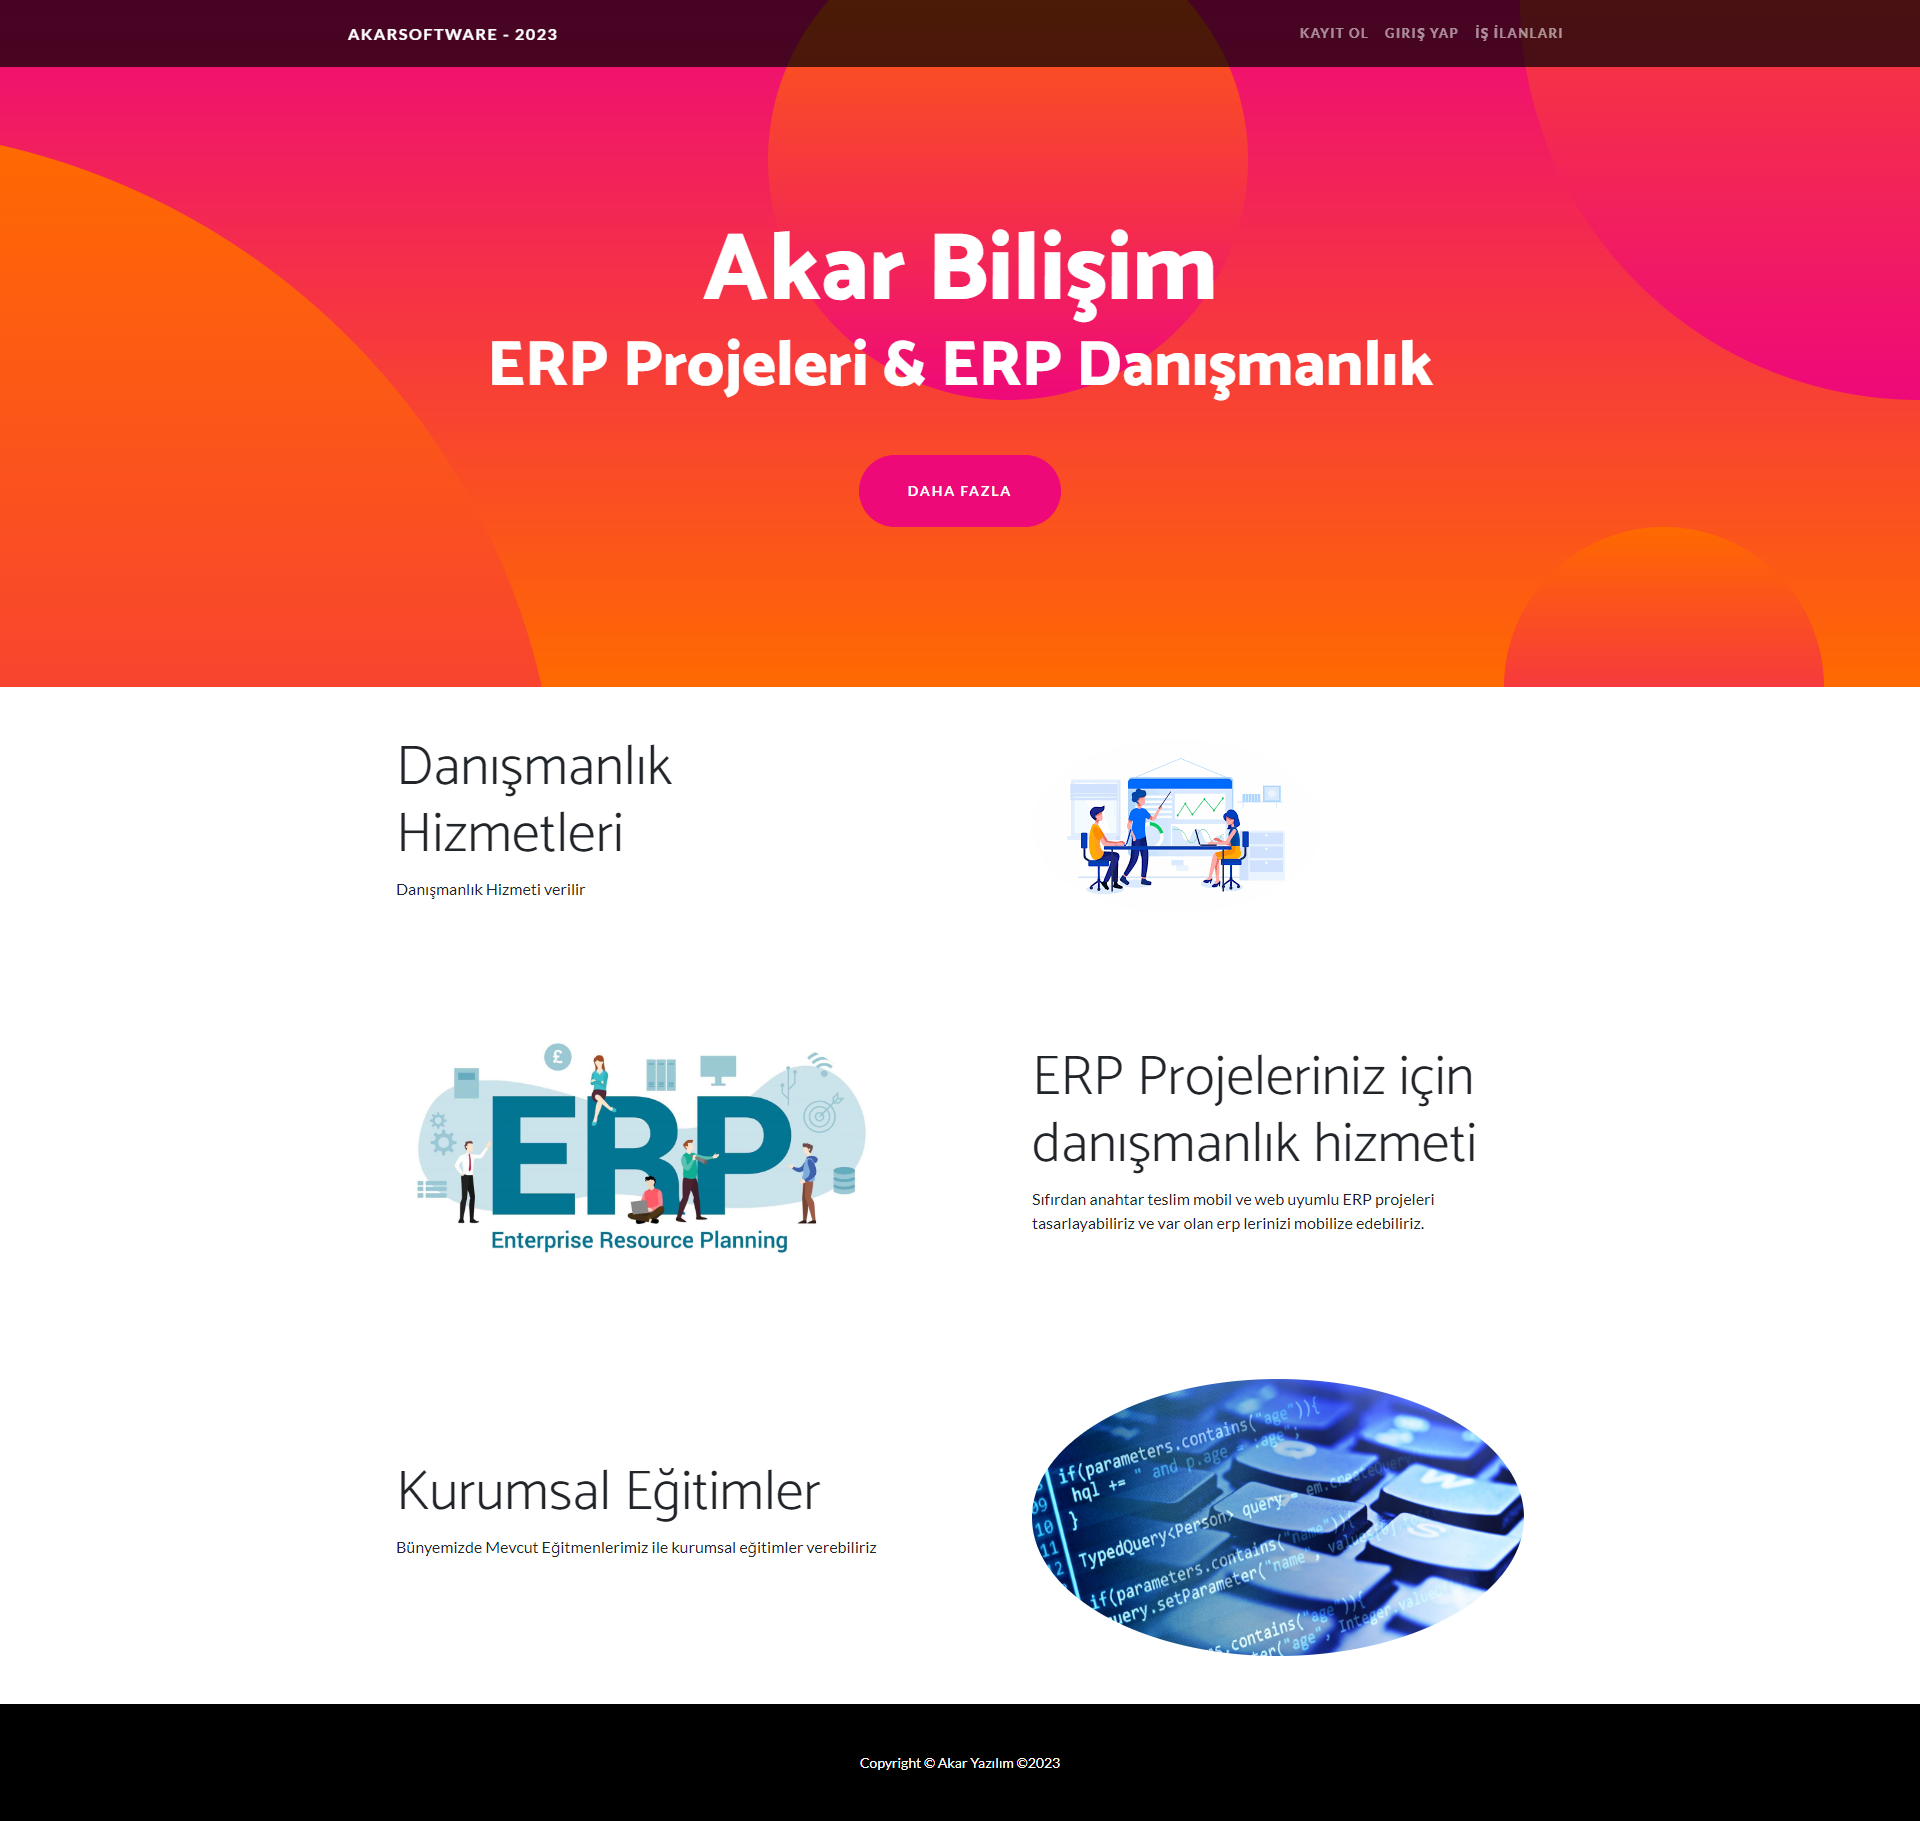 AKARSOFTWARE - 2023
KAYIT OL GIRIŞ YAP İŞ İLANLARI
Akar Bilişim
ERP Projeleri & ERP Danışmanlık
DAHA FAZLA
Danışmanlık
Hizmetleri
Danışmanlık Hizmeti verilir
£
ERP
Enterprise Resource Planning
ERP Projeleriniz için
danışmanlık hizmeti
Sıfırdan anahtar teslim mobil ve web uyumlu ERP projeleri
tasarlayabiliriz ve var olan erp lerinizi mobilize edebiliriz.
Kurumsal Eğitimler
Bünyemizde Mevcut Eğitmenlerimiz ile kurumsal eğitimler verebiliriz
if(parameters.contains("age")){
09 hql += " and p.age = :age";
10 }
11 TypedQuery<Person> query = em.createQuery
if(parameters.contains("name")){
query.setParameter("name", values
.contains("age")){
("age", Integer.value
W
S
Copyright © Akar Yazılım ©2023